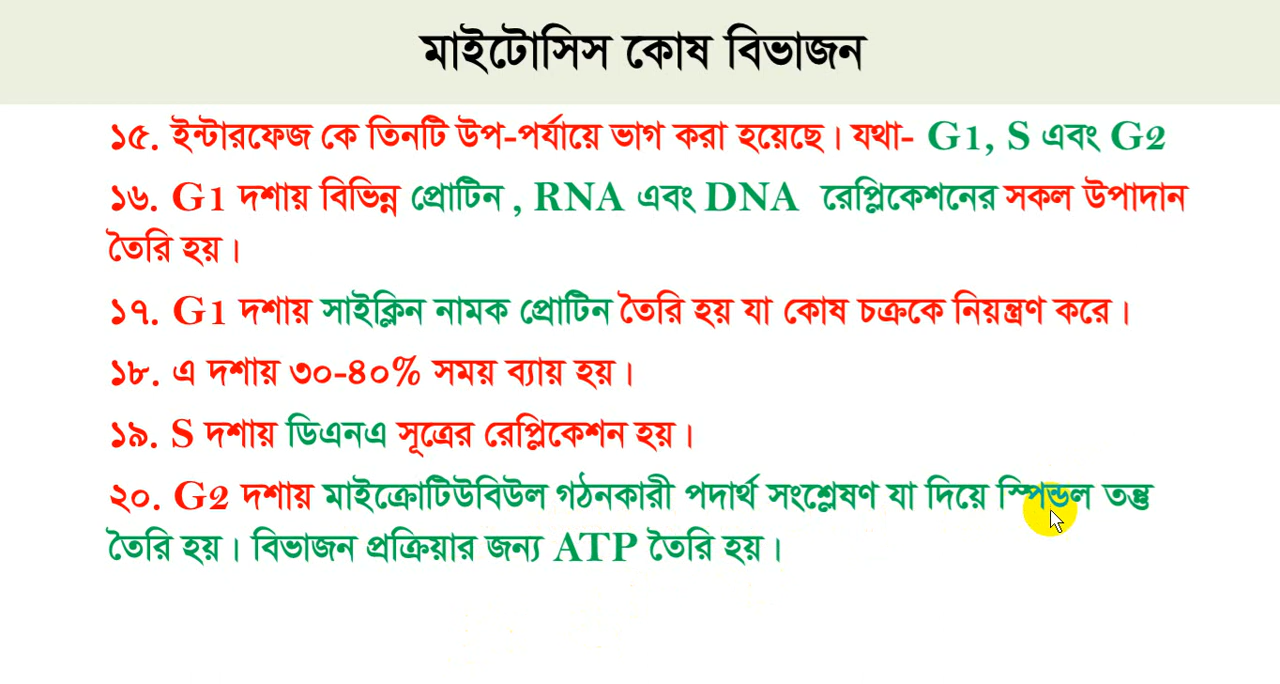 মাইটোসিস কোষ বিভাজন
১৫. ইন্টারফেজ কে তিনটি উপ-পর্যায়ে ভাগ করা হয়েছে। যথা- G1, S এবং G2
১৬. G1 দশায় বিভিন্ন প্রোটিন , RNA এবং DNA রেপ্লিকেশনের সকল উপাদান
তৈরি হয়।
১৭. G1 দশায় সাইক্লিন নামক প্রোটিন তৈরি হয় যা কোষ চক্রকে নিয়ন্ত্রণ করে।
১৮. এ দশায় ৩০-৪০% সময় ব্যায় হয়।
১৯. S দশায় ডিএনএ সূত্রের রেপ্লিকেশন হয়।
২০. G2 দশায় মাইক্রোটিউবিউল গঠনকারী পদার্থ সংশ্লেষণ যা দিয়ে স্পিন্ডল তন্তু
তৈরি হয়। বিভাজন প্রক্রিয়ার জন্য ATP তৈরি হয়।